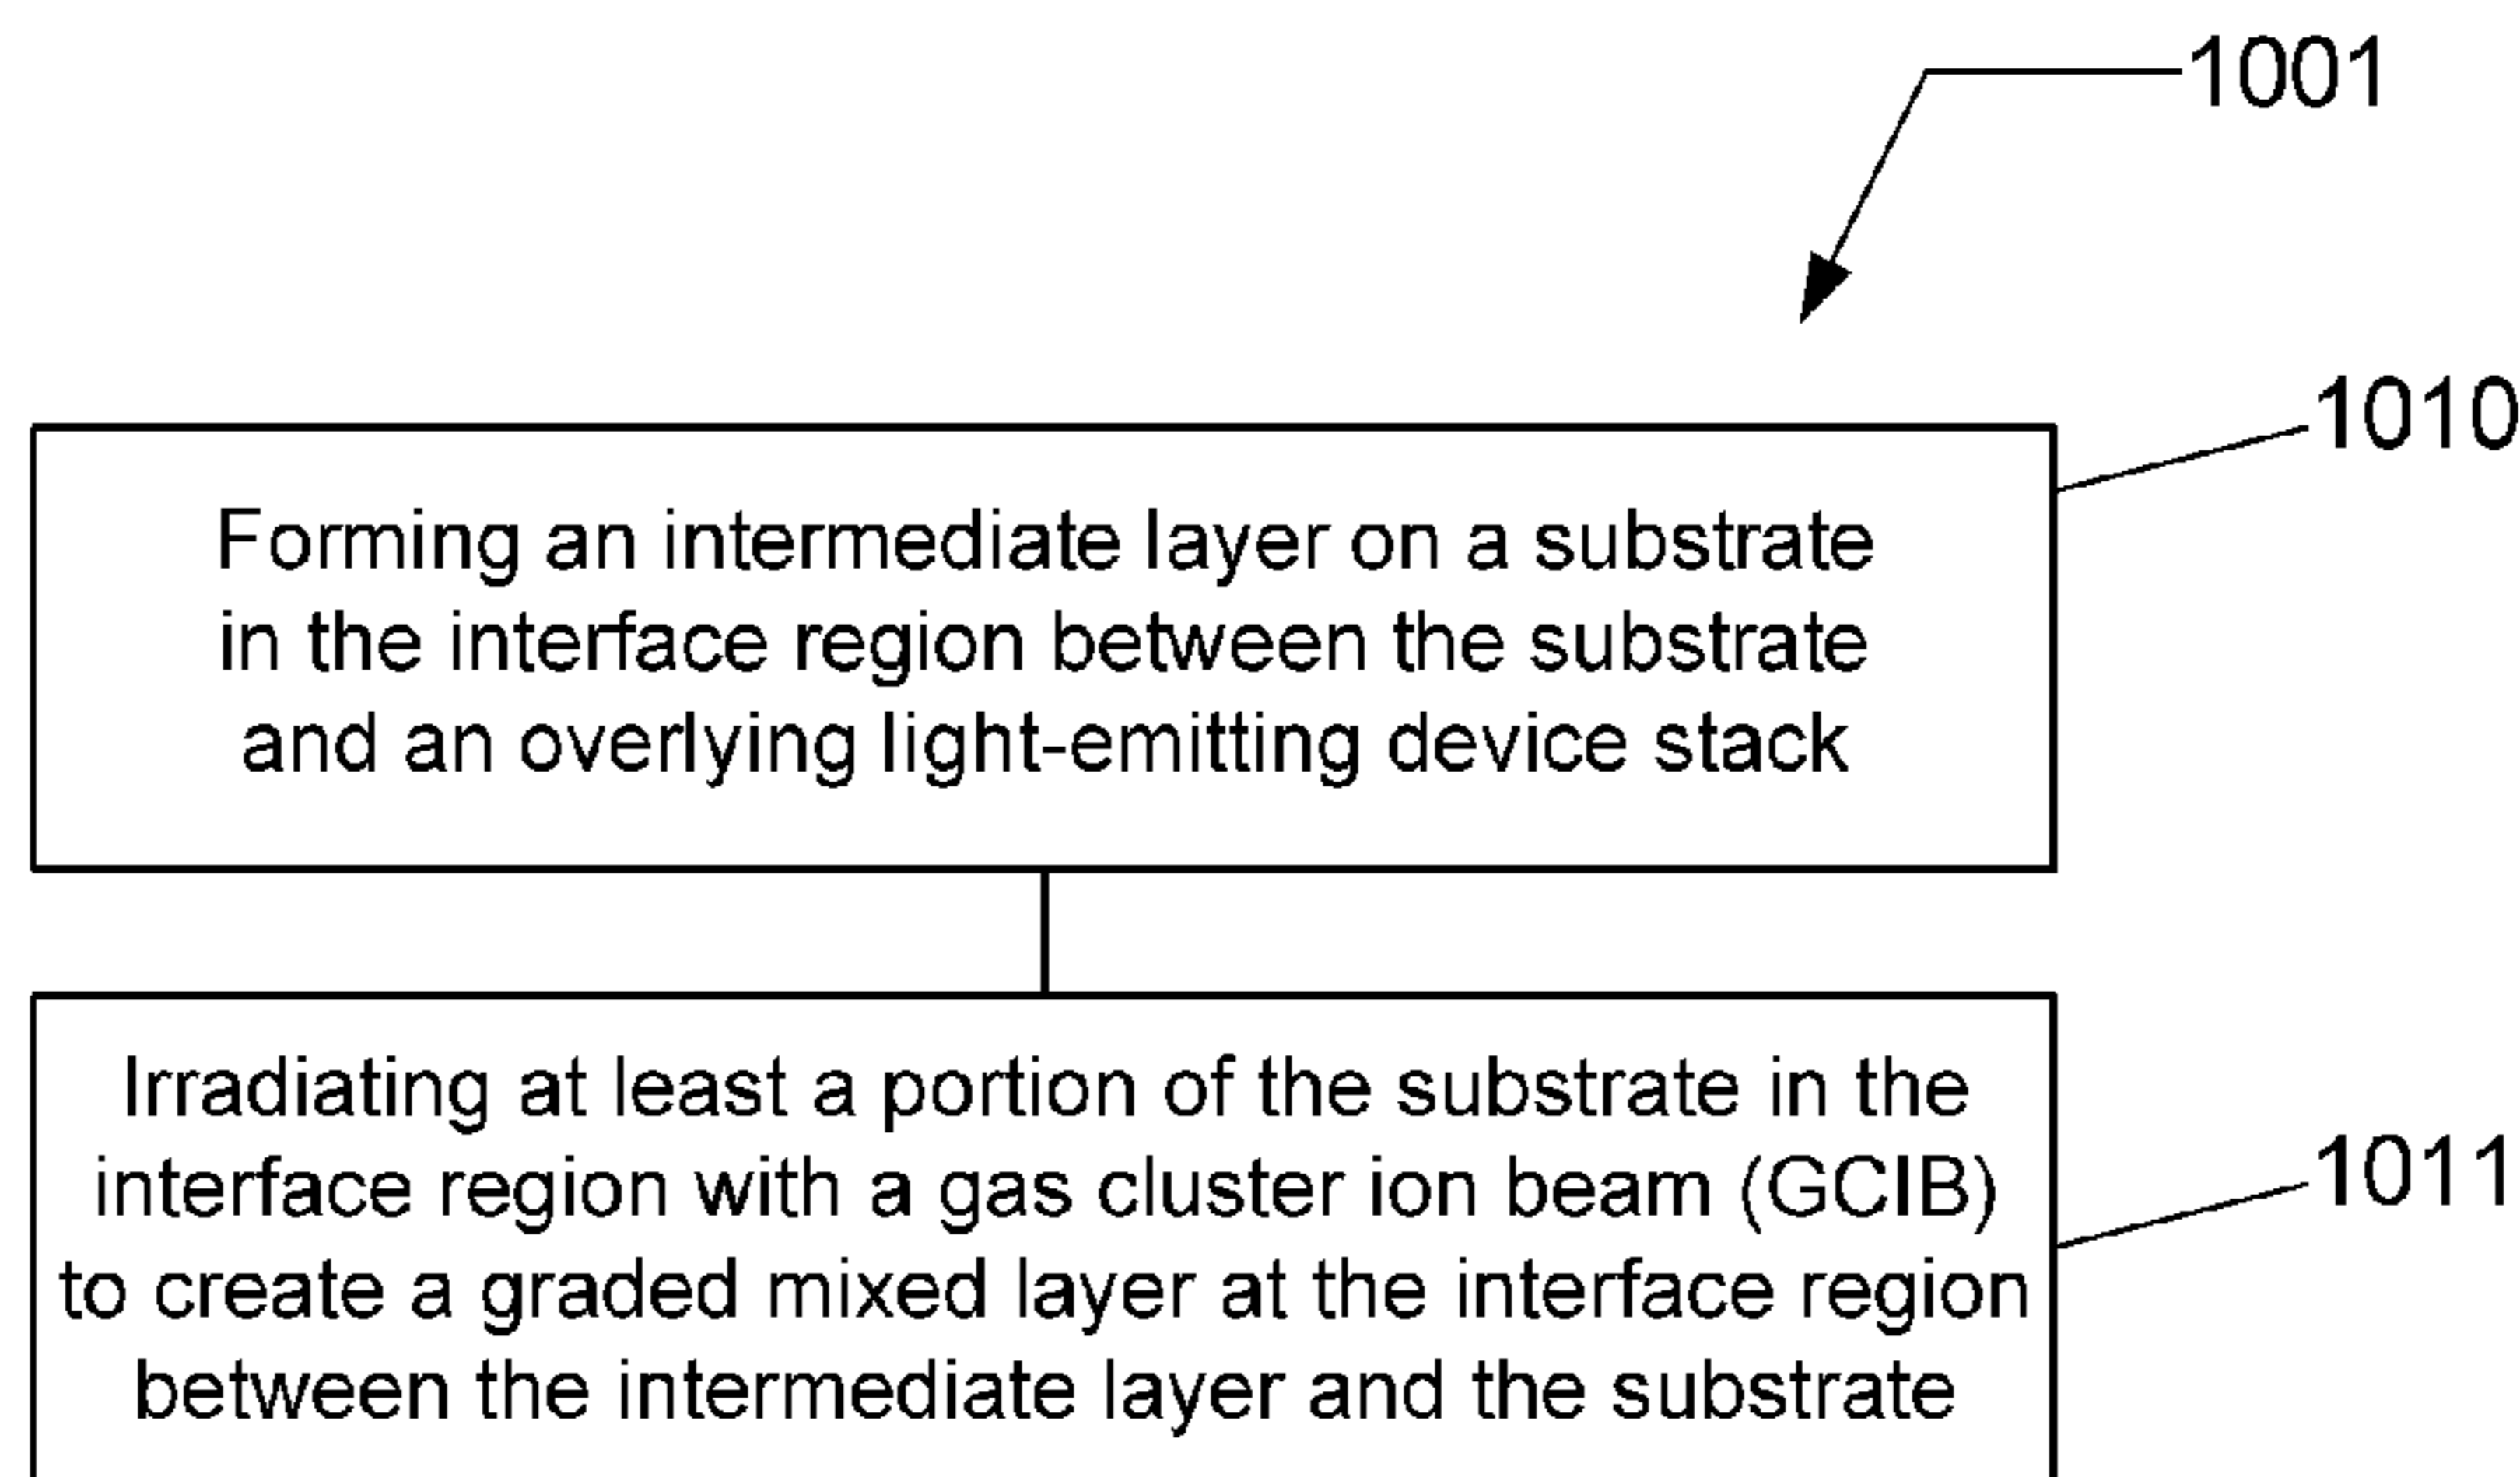 1001
1010
Forming an intermediate layer on a substrate
in the interface region between the substrate
and an overlying light-emitting device stack
Irradiating at least a portion of the substrate in the
interface region with a gas cluster ion beam (GCIB)
1011
to create a graded mixed layer at the interface region
between the intermediate layer and the substrate